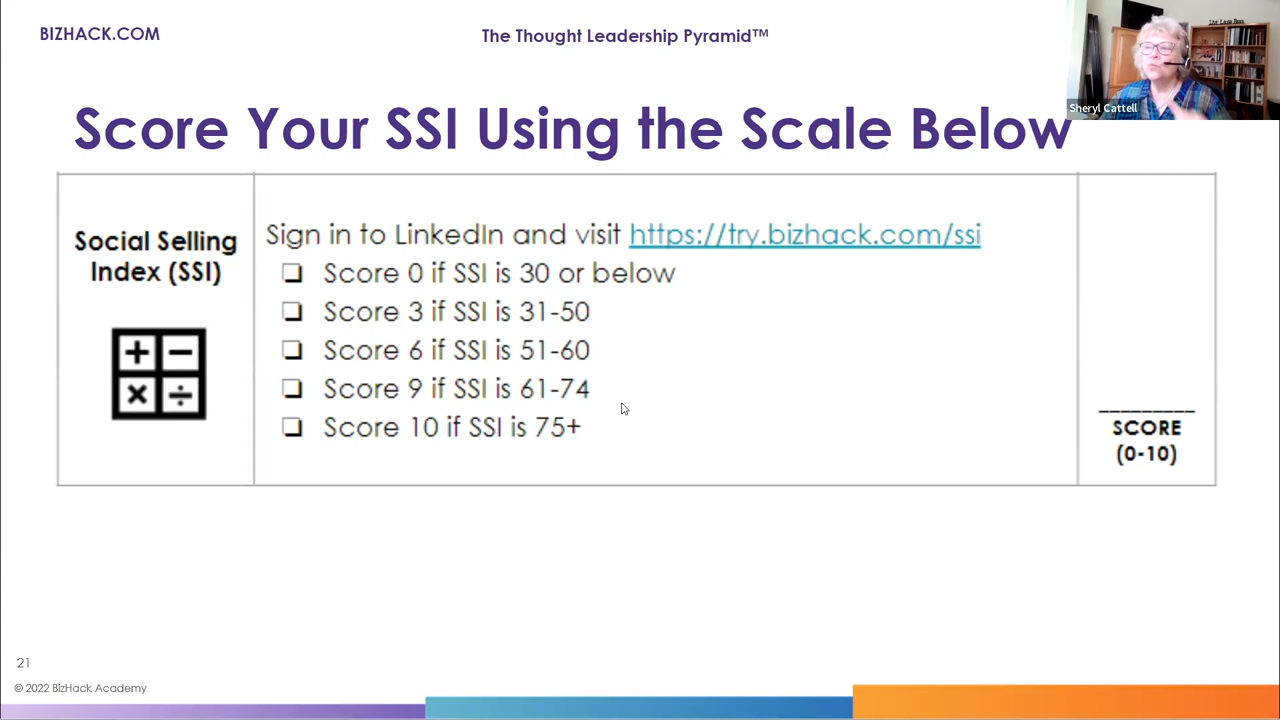 BIZHACK.COM
The Thought Leadership Pyramid™
Sheryl Cattell
Score Your SSI Using the Scale Below
Social Selling
Index (SSI)
Sign in to LinkedIn and visit https://try.bizhack.com/ssi
❏ Score 0 if SSI is 30 or below
❏ Score 3 if SSI is 31-50
❏ Score 6 if SSI is 51-60
❏ Score 9 if SSI is 61-74
❏ Score 10 if SSI is 75+
+ −
× ÷
_________
SCORE
(0-10)
21
© 2022 BizHack Academy